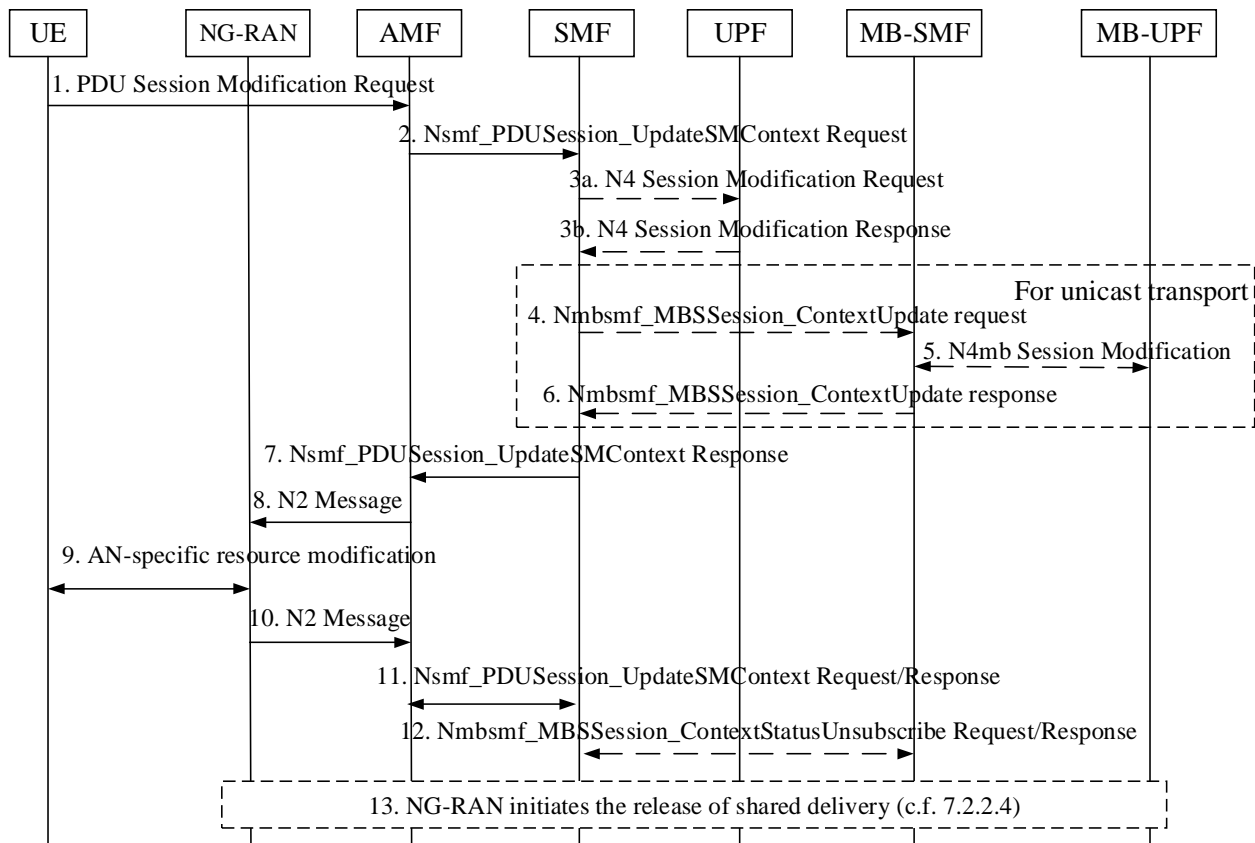 UE NG-RAN AMF SMF UPF MB-SMF MB-UPF
1. PDU Session Modification Request
2. Nsmf_PDUSession_UpdateSMContext Request
3a. N4 Session Modification Request
3b. N4 Session Modification Response
For unicast transport
4. Nmbsmf_MBSSession_ContextUpdate request
5. N4mb Session Modification
6. Nmbsmf_MBSSession_ContextUpdate response
7. Nsmf_PDUSession_UpdateSMContext Response
8. N2 Message
9. AN-specific resource modification
10. N2 Message
11. Nsmf_PDUSession_UpdateSMContext Request/Response
12. Nmbsmf_MBSSession_ContextStatusUnsubscribe Request/Response
13. NG-RAN initiates the release of shared delivery (c.f. 7.2.2.4)